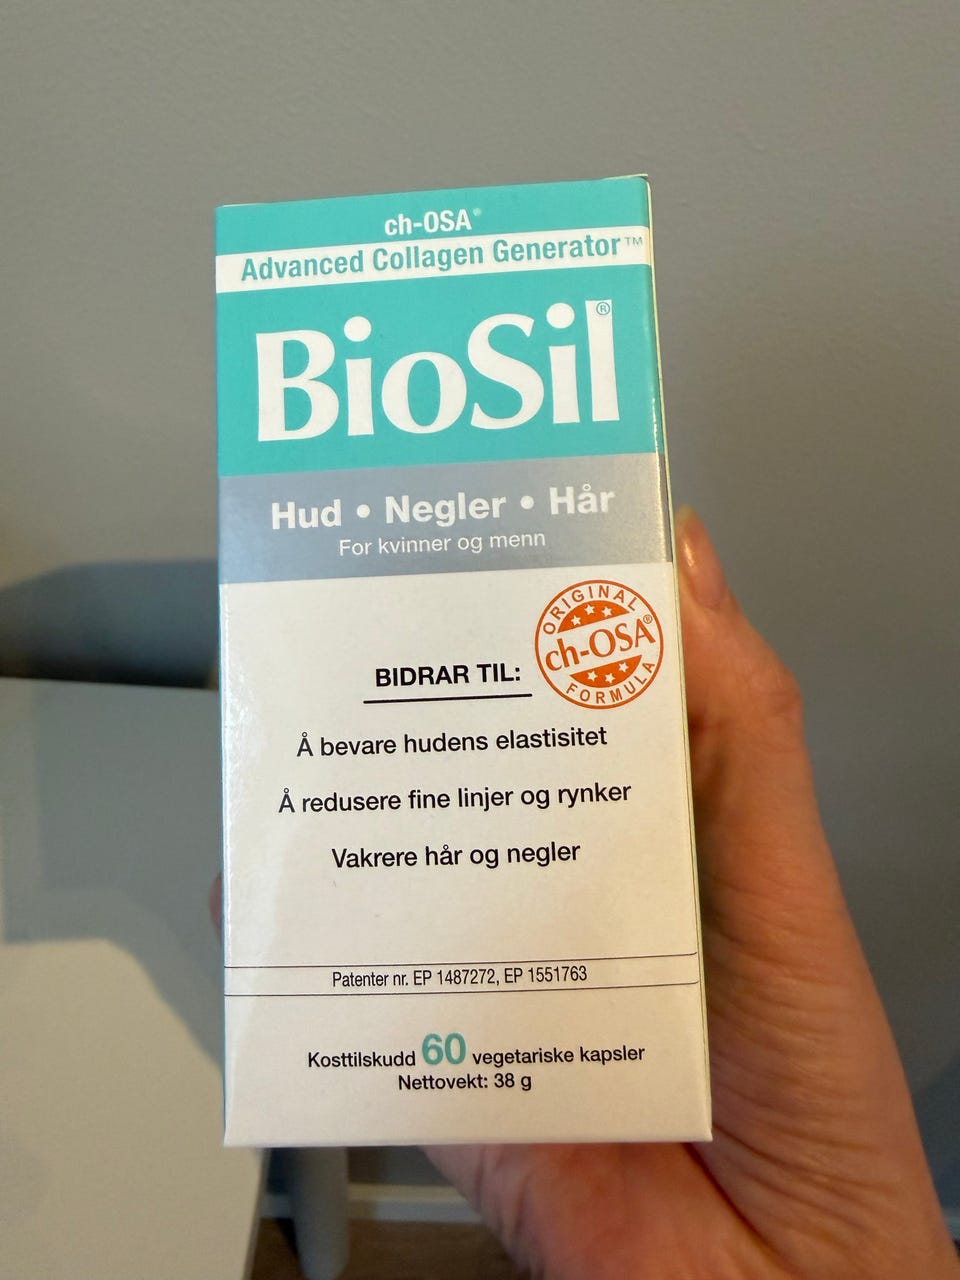 ch-OSA®
Advanced Collagen Generator™
BioSil®
Hud • Negler • Hår
For kvinner og menn
ORIGINAL
ch-OSA®
FORMULA
BIDRAR TIL:
Å bevare hudens elastisitet
Å redusere fine linjer og rynker
Vakrere hår og negler
Patenter nr. EP 1487272, EP 1551763
Kosttilskudd 60 vegetariske kapsler
Nettovekt: 38 g